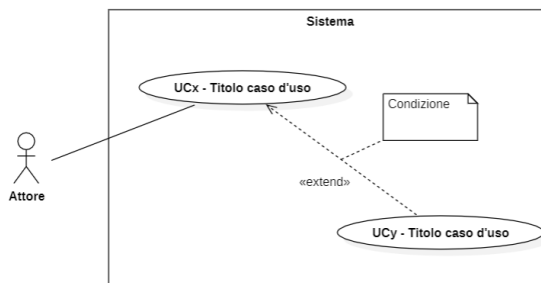 Sistema
UCx - Titolo caso d'uso
Condizione
Attore
«extend»
UCy - Titolo caso d'uso